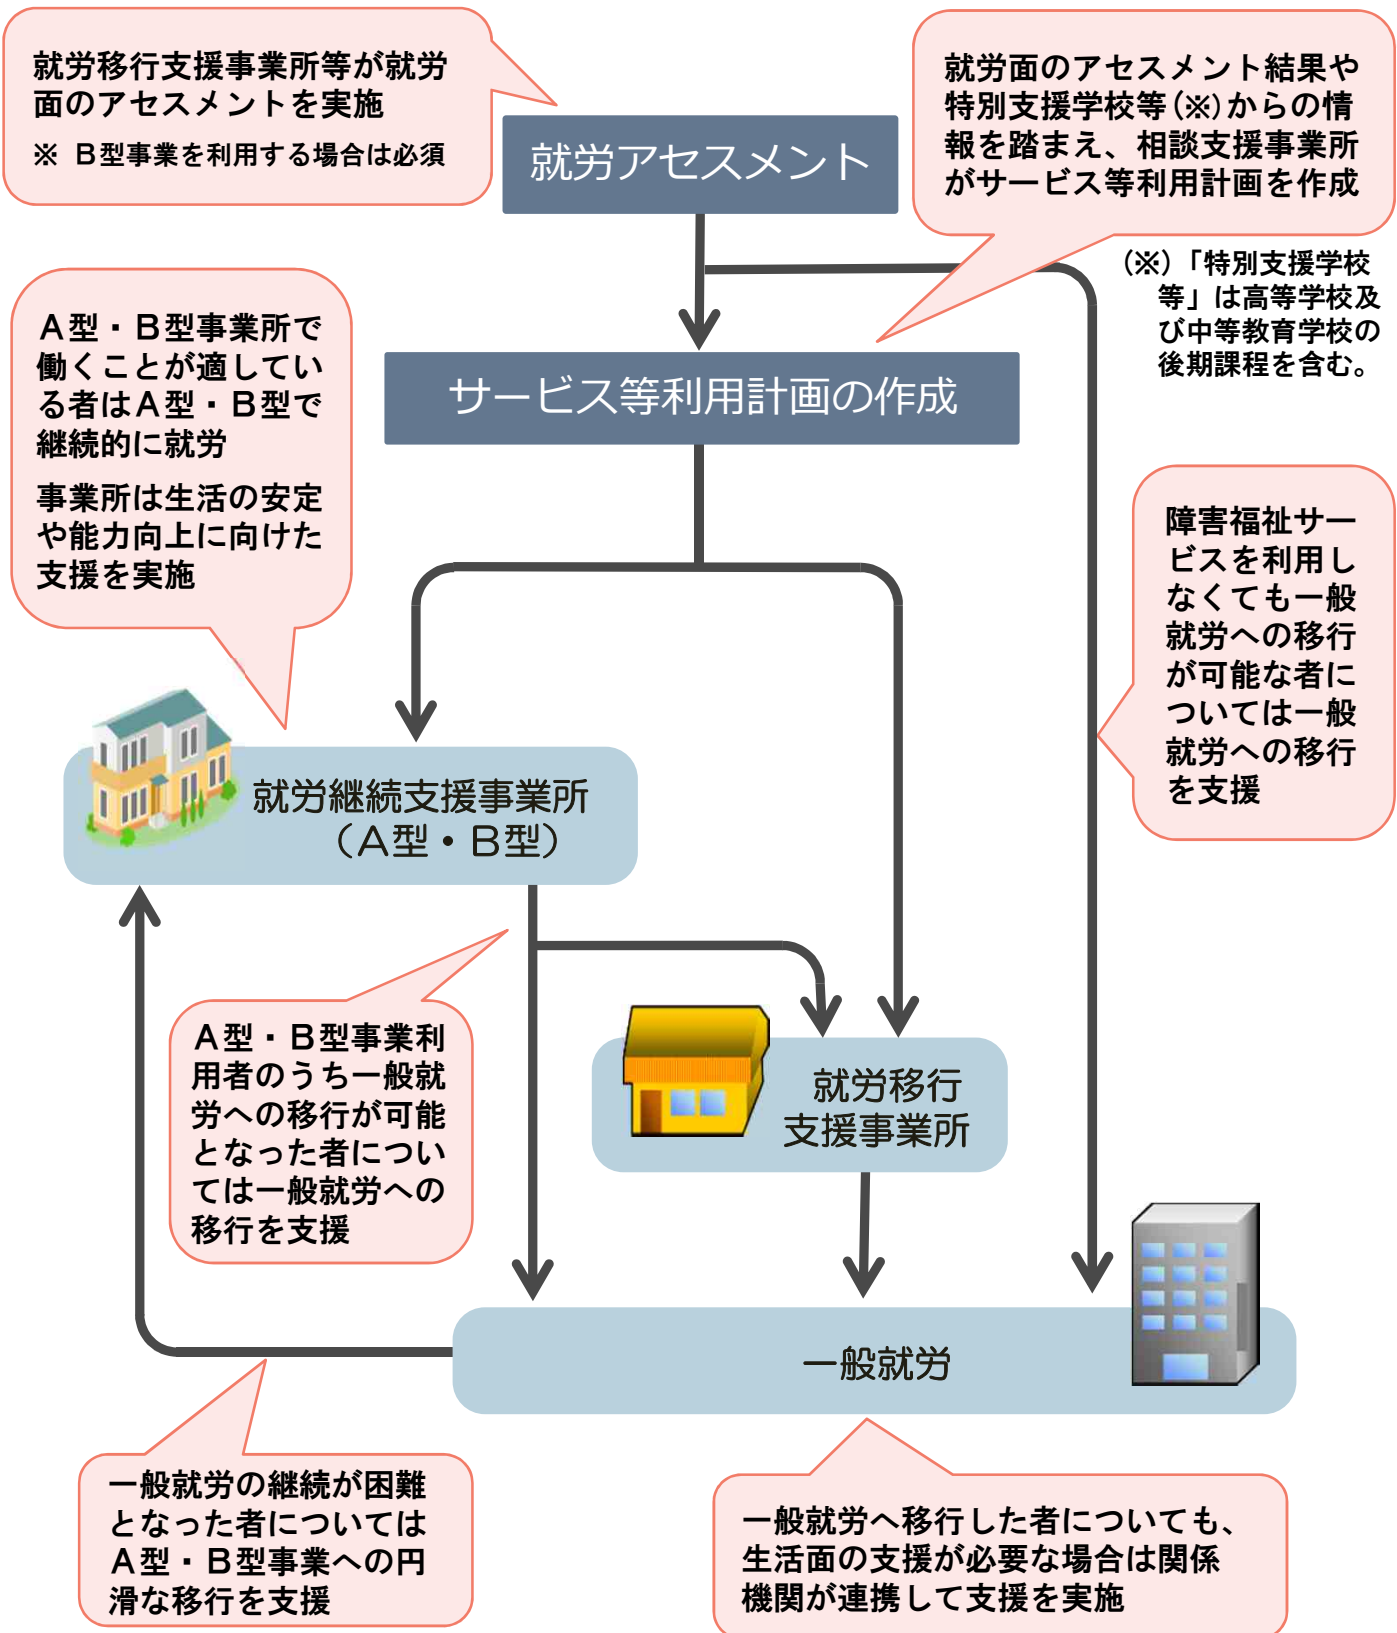 就労移行支援事業所等が就労
面のアセスメントを実施
※ B型事業を利用する場合は必須
就労アセスメント
就労面のアセスメント結果や
特別支援学校等(※)からの情
報を踏まえ、相談支援事業所
がサービス等利用計画を作成
(※)「特別支援学校
等」は高等学校及
び中等教育学校の
後期課程を含む。
A型・B型事業所で
働くことが適してい
る者はA型・B型で
継続的に就労
事業所は生活の安定
や能力向上に向けた
支援を実施
サービス等利用計画の作成
障害福祉サー
ビスを利用し
なくても一般
就労への移行
が可能な者に
ついては一般
就労への移行
を支援
就労継続支援事業所
(A型・B型)
A型・B型事業利
用者のうち一般就
労への移行が可能
となった者につい
ては一般就労への
移行を支援
就労移行
支援事業所
一般就労
一般就労の継続が困難
となった者については
A型・B型事業への円
滑な移行を支援
一般就労へ移行した者についても、
生活面の支援が必要な場合は関係
機関が連携して支援を実施